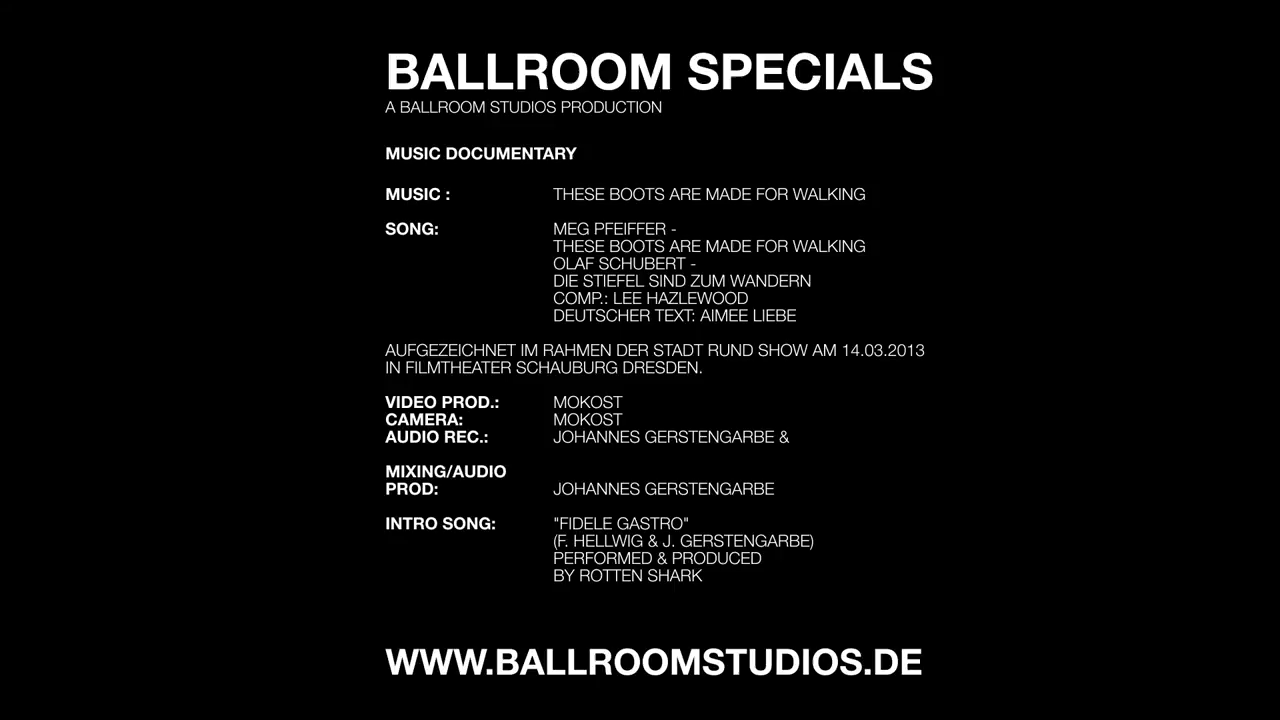 BALLROOM SPECIALS
A BALLROOM STUDIOS PRODUCTION
MUSIC DOCUMENTARY
MUSIC : THESE BOOTS ARE MADE FOR WALKING
SONG: MEG PFEIFFER -
THESE BOOTS ARE MADE FOR WALKING
OLAF SCHUBERT -
DIE STIEFEL SIND ZUM WANDERN
COMP.: LEE HAZLEWOOD
DEUTSCHER TEXT: AIMEE LIEBE
AUFGEZEICHNET IM RAHMEN DER STADT RUND SHOW AM 14.03.2013
IN FILMTHEATER SCHAUBURG DRESDEN.
VIDEO PROD.: MOKOST
CAMERA: MOKOST
AUDIO REC.: JOHANNES GERSTENGARBE &
MIXING/AUDIO
PROD: JOHANNES GERSTENGARBE
INTRO SONG: "FIDELE GASTRO"
(F. HELLWIG & J. GERSTENGARBE)
PERFORMED & PRODUCED
BY ROTTEN SHARK
WWW.BALLROOMSTUDIOS.DE